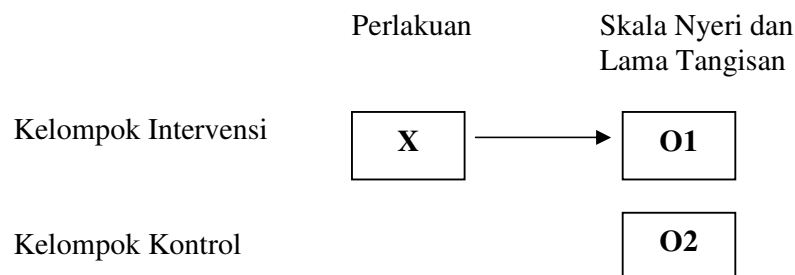 Perlakuan Skala Nyeri dan
Lama Tangisan
Kelompok Intervensi X O1
Kelompok Kontrol O2